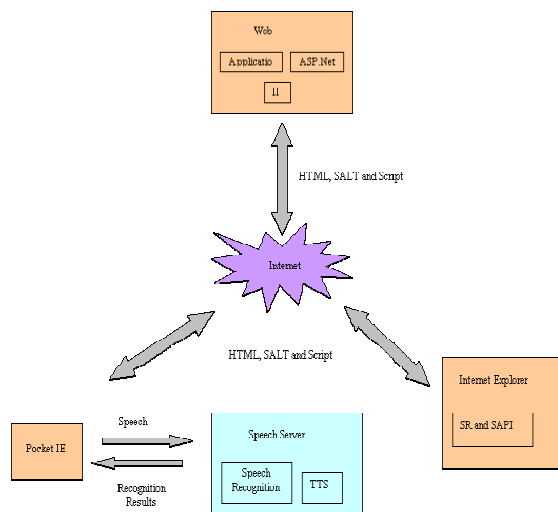 Web
Applicatio
ASP.Net
II
HTML, SALT and Script
Internet
HTML, SALT and Script
Internet Explorer
SR and SAPI
Speech
Pocket IE
Recognition
Results
Speech Server
Speech
Recognition
TTS